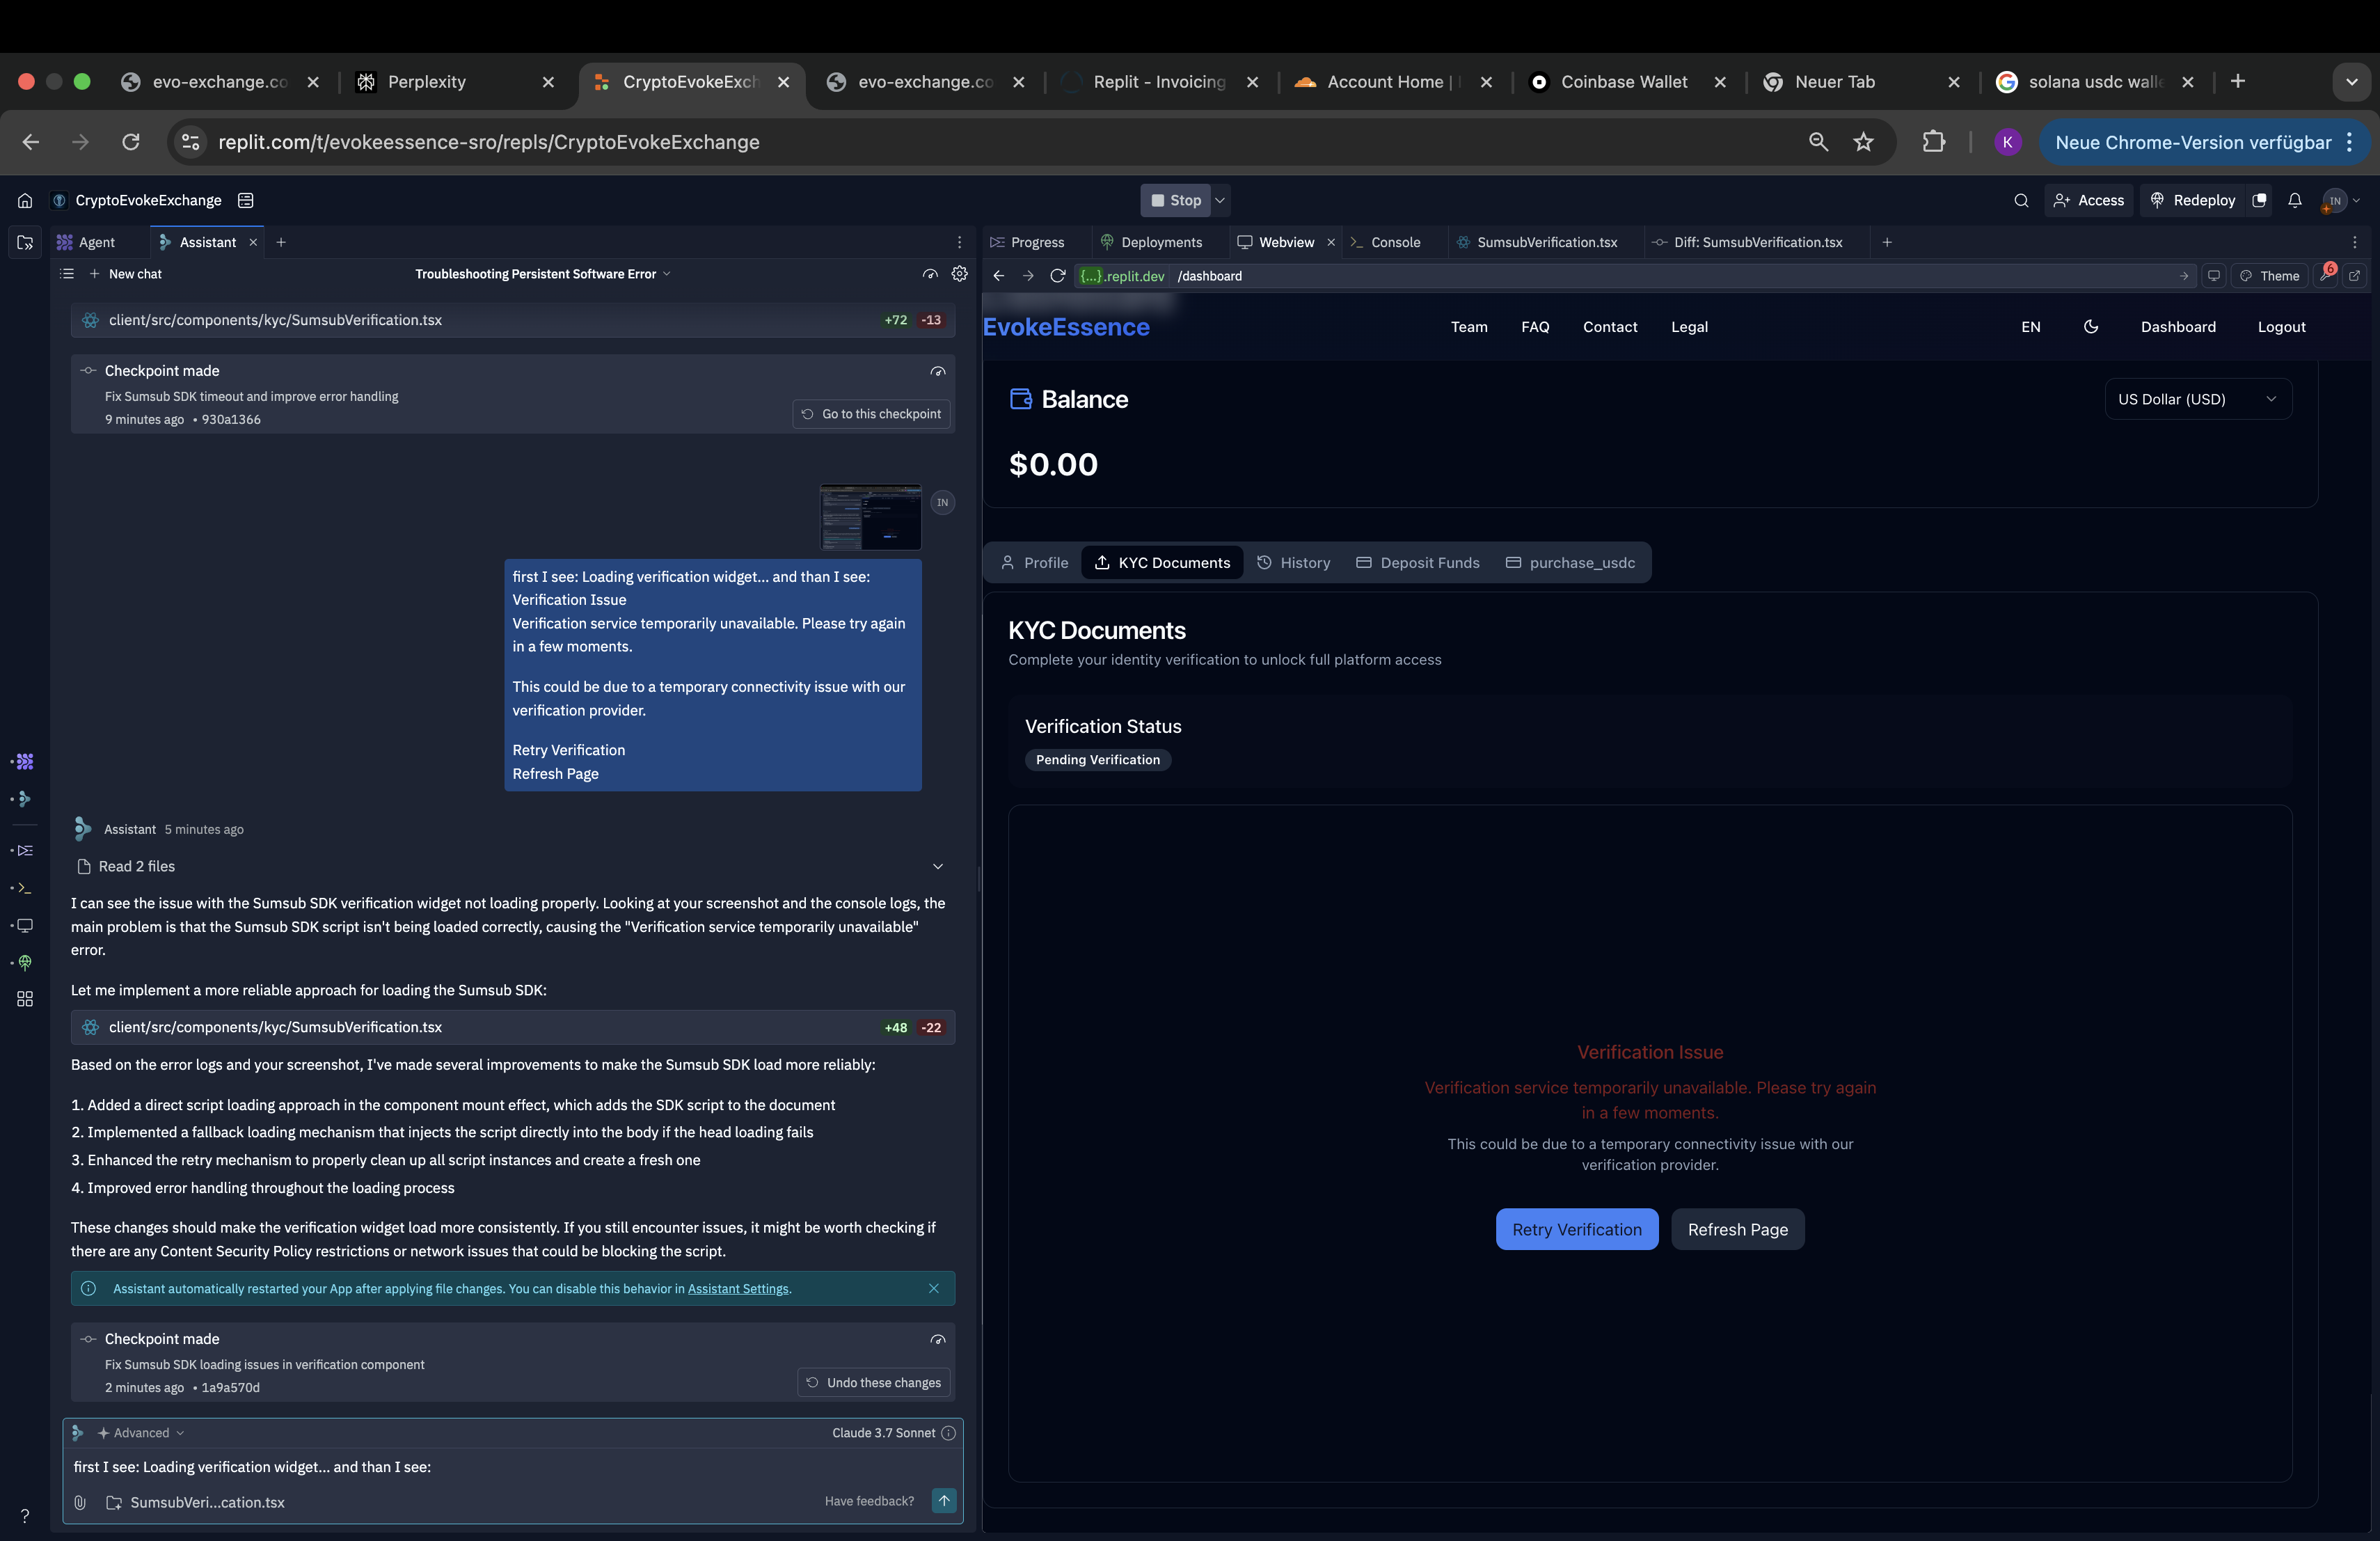 evo-exchange.co
Perplexity
CryptoEvokeExch
evo-exchange.co
Replit - Invoicing
Account Home |
Coinbase Wallet
Neuer Tab
solana usdc walle
replit.com/t/evokeessence-sro/repls/CryptoEvokeExchange
K
Neue Chrome-Version verfügbar
CryptoEvokeExchange
Stop
Access
Redeploy
IN
Agent
Assistant
New chat
Troubleshooting Persistent Software Error
client/src/components/kyc/SumsubVerification.tsx
+72 -13
Checkpoint made
Fix Sumsub SDK timeout and improve error handling
9 minutes ago • 930a1366
Go to this checkpoint
IN
first I see: Loading verification widget... and than I see:
Verification Issue
Verification service temporarily unavailable. Please try again
in a few moments.
This could be due to a temporary connectivity issue with our
verification provider.
Retry Verification
Refresh Page
Assistant 5 minutes ago
Read 2 files
I can see the issue with the Sumsub SDK verification widget not loading properly. Looking at your screenshot and the console logs, the
main problem is that the Sumsub SDK script isn't being loaded correctly, causing the "Verification service temporarily unavailable"
error.
Let me implement a more reliable approach for loading the Sumsub SDK:
client/src/components/kyc/SumsubVerification.tsx
+48 -22
Based on the error logs and your screenshot, I've made several improvements to make the Sumsub SDK load more reliably:
1. Added a direct script loading approach in the component mount effect, which adds the SDK script to the document
2. Implemented a fallback loading mechanism that injects the script directly into the body if the head loading fails
3. Enhanced the retry mechanism to properly clean up all script instances and create a fresh one
4. Improved error handling throughout the loading process
These changes should make the verification widget load more consistently. If you still encounter issues, it might be worth checking if
there are any Content Security Policy restrictions or network issues that could be blocking the script.
Assistant automatically restarted your App after applying file changes. You can disable this behavior in Assistant Settings.
Checkpoint made
Fix Sumsub SDK loading issues in verification component
2 minutes ago • 1a9a570d
Undo these changes
Advanced
Claude 3.7 Sonnet
first I see: Loading verification widget... and than I see:
SumsubVeri...cation.tsx
Have feedback?
?
Progress
Deployments
Webview
Console
SumsubVerification.tsx
Diff: SumsubVerification.tsx
{...}.replit.dev /dashboard
Theme
6
EvokeEssence
Team
FAQ
Contact
Legal
EN
Dashboard
Logout
Balance
US Dollar (USD)
$0.00
Profile
KYC Documents
History
Deposit Funds
purchase_usdc
KYC Documents
Complete your identity verification to unlock full platform access
Verification Status
Pending Verification
Verification Issue
Verification service temporarily unavailable. Please try again
in a few moments.
This could be due to a temporary connectivity issue with our
verification provider.
Retry Verification
Refresh Page